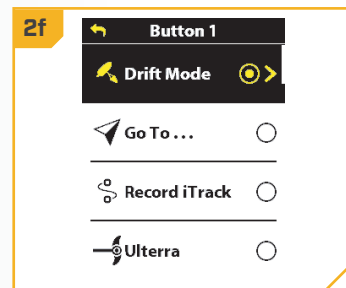 2f
Button 1
Drift Mode
Go To ...
Record iTrack
Ulterra